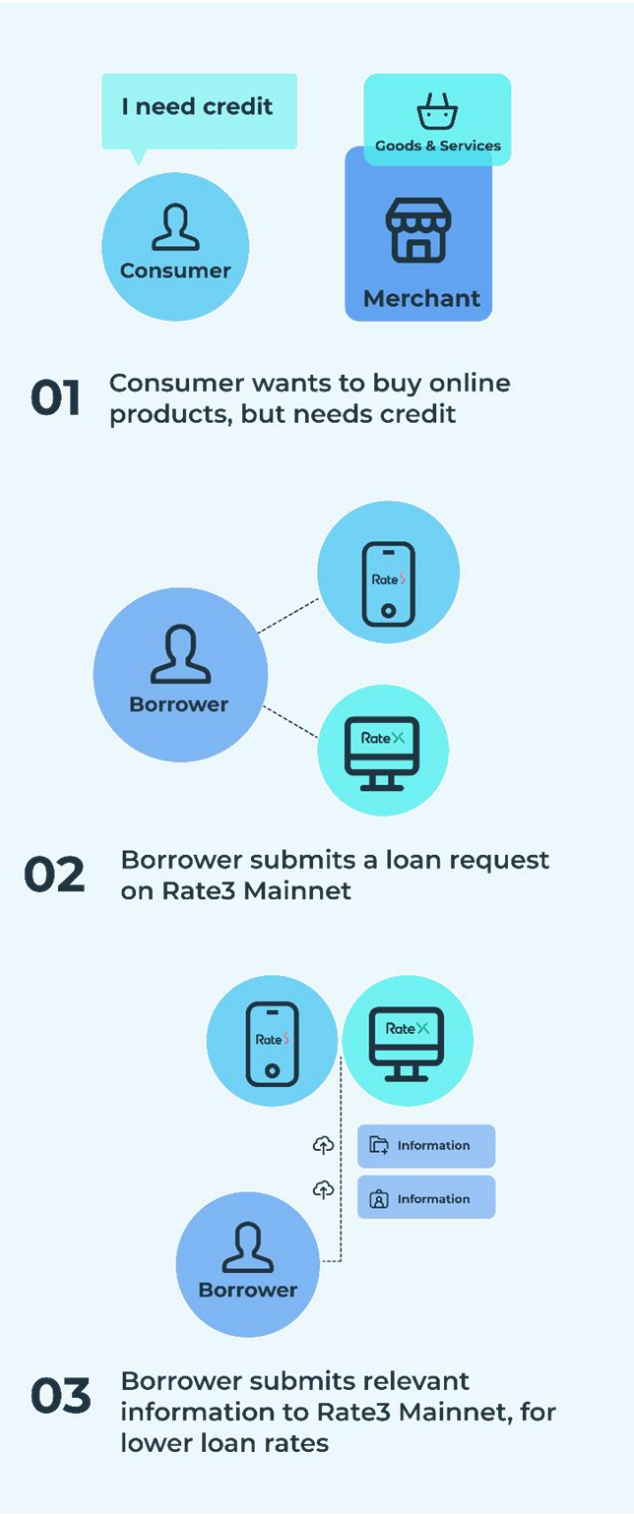 I need credit
Goods & Services
Consumer
Merchant
01
Consumer wants to buy online
products, but needs credit
RateS
Borrower
RateX
02
Borrower submits a loan request
on Rate3 Mainnet
RateS
RateX
Information
Information
Borrower
03
Borrower submits relevant
information to Rate3 Mainnet, for
lower loan rates